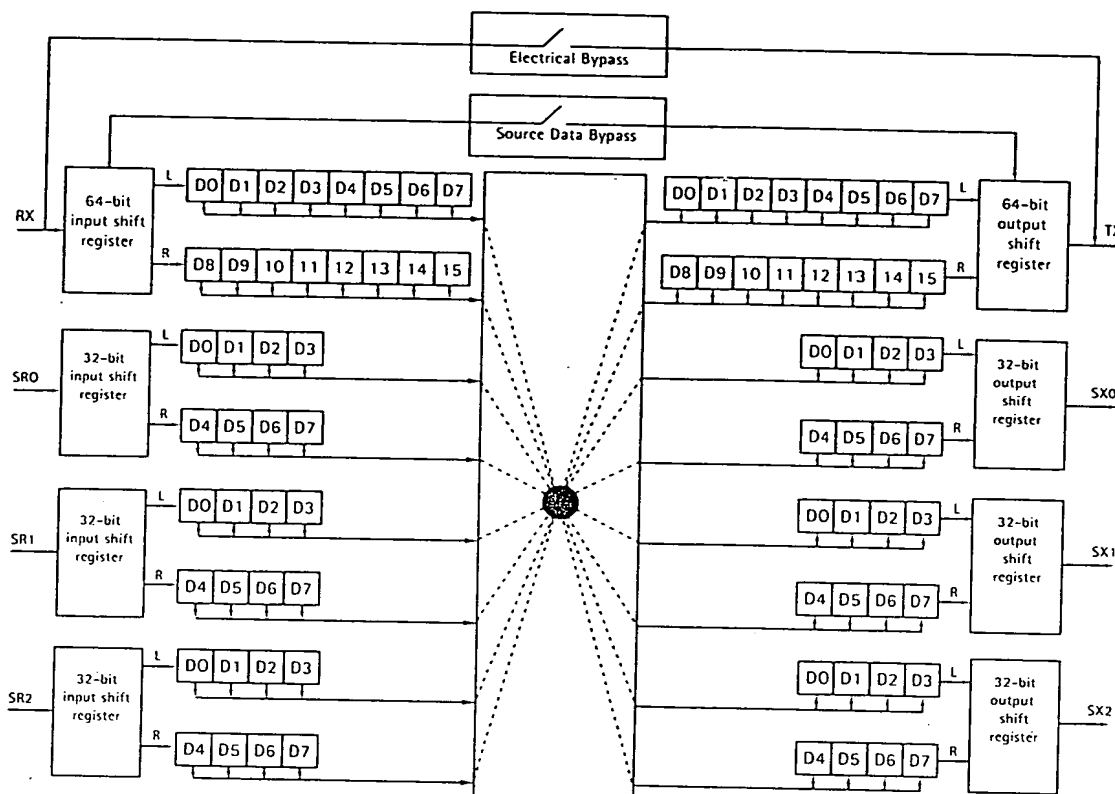 Electrical Bypass
Source Data Bypass
RX
64-bit
input shift
register
L
D0 D1 D2 D3 D4 D5 D6 D7
R
D8 D9 10 11 12 13 14 15
D0 D1 D2 D3 D4 D5 D6 D7
L
D8 D9 10 11 12 13 14 15
R
64-bit
output
shift
register
SR0
32-bit
input shift
register
L
D0 D1 D2 D3
R
D4 D5 D6 D7
D0 D1 D2 D3
L
D4 D5 D6 D7
R
32-bit
output
shift
register
SX0
SR1
32-bit
input shift
register
L
D0 D1 D2 D3
R
D4 D5 D6 D7
D0 D1 D2 D3
L
D4 D5 D6 D7
R
32-bit
output
shift
register
SX1
SR2
32-bit
input shift
register
L
D0 D1 D2 D3
R
D4 D5 D6 D7
D0 D1 D2 D3
L
D4 D5 D6 D7
R
32-bit
output
shift
register
SX2